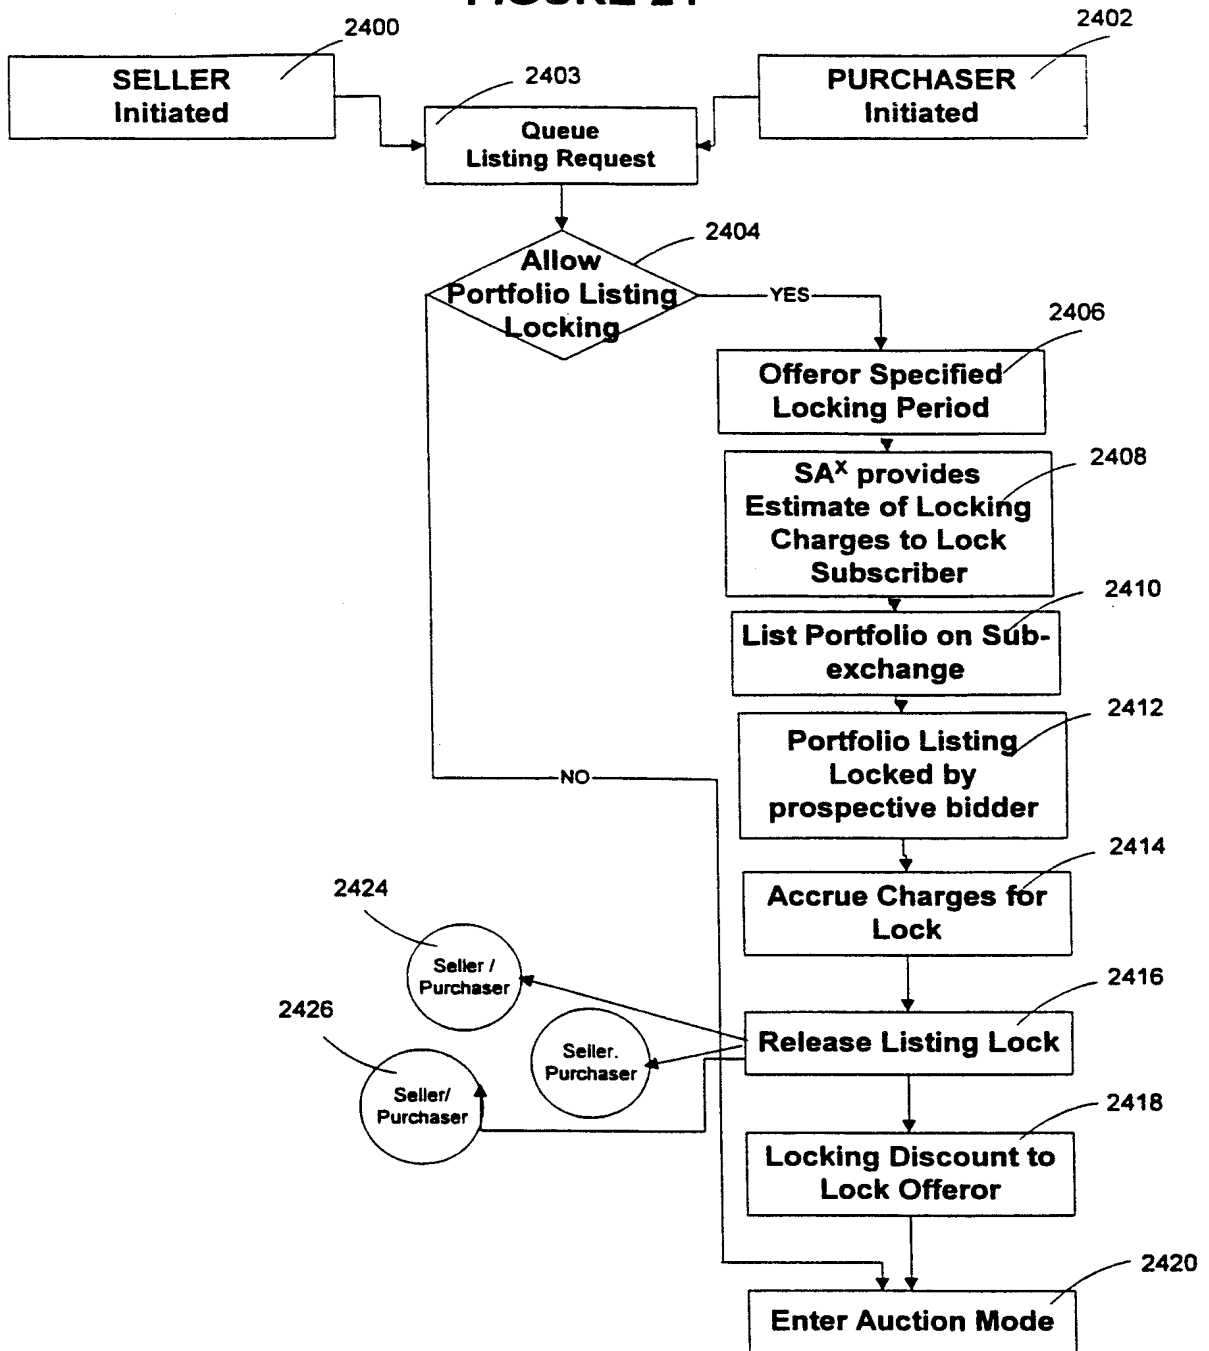 2400
2402
SELLER
Initiated
2403
PURCHASER
Initiated
Queue
Listing Request
2404
Allow
Portfolio Listing
Locking
YES
2406
Offeror Specified
Locking Period
2408
SAˣ provides
Estimate of Locking
Charges to Lock
Subscriber
2410
List Portfolio on Sub-
exchange
2412
Portfolio Listing
Locked by
prospective bidder
NO
2414
Accrue Charges for
Lock
2424
Seller /
Purchaser
2416
Release Listing Lock
2426
Seller.
Purchaser
Seller/
Purchaser
2418
Locking Discount to
Lock Offeror
2420
Enter Auction Mode